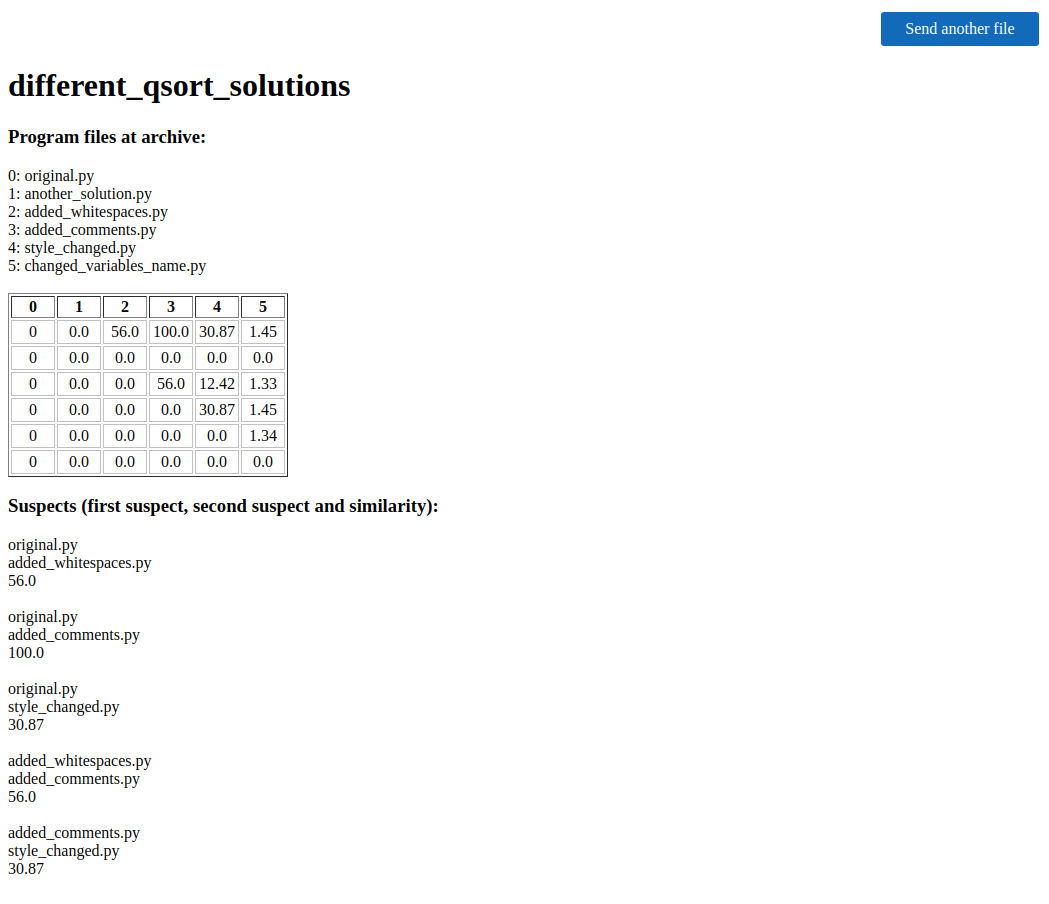 Send another file
different_qsort_solutions
Program files at archive:
0: original.py
1: another_solution.py
2: added_whitespaces.py
3: added_comments.py
4: style_changed.py
5: changed_variables_name.py
0 1 2 3 4 5
0 0.0 56.0 100.0 30.87 1.45
0 0.0 0.0 0.0 0.0 0.0
0 0.0 0.0 56.0 12.42 1.33
0 0.0 0.0 0.0 30.87 1.45
0 0.0 0.0 0.0 0.0 1.34
0 0.0 0.0 0.0 0.0 0.0
Suspects (first suspect, second suspect and similarity):
original.py
added_whitespaces.py
56.0
original.py
added_comments.py
100.0
original.py
style_changed.py
30.87
added_whitespaces.py
added_comments.py
56.0
added_comments.py
style_changed.py
30.87